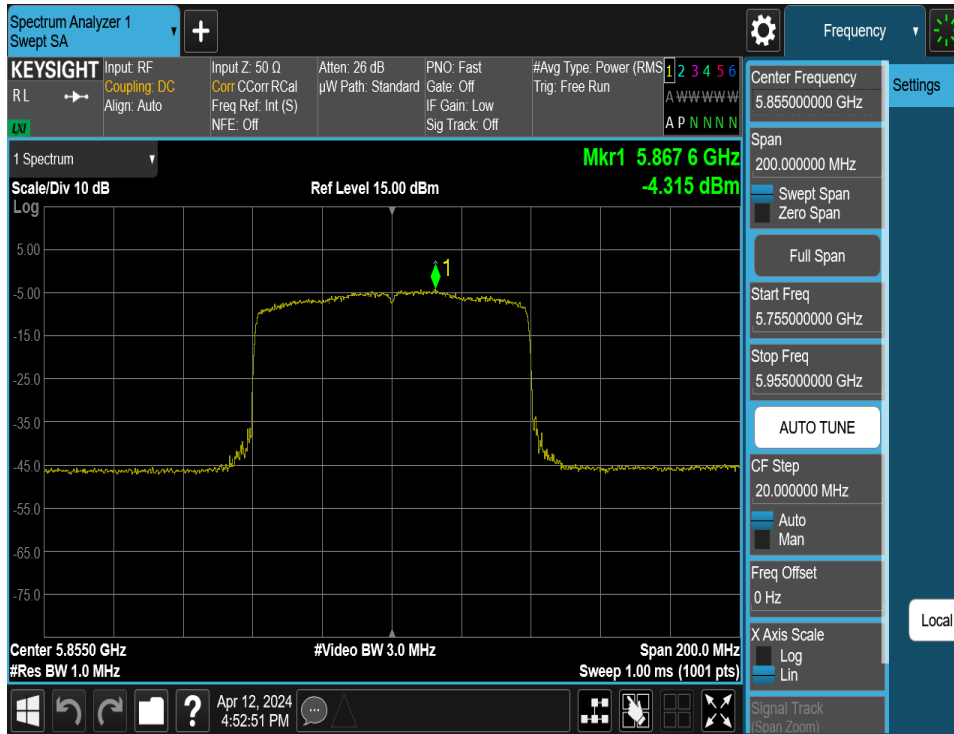 Spectrum Analyzer 1
Swept SA
+
Frequency
KEYSIGHT
R L
LXI
Input: RF
Coupling: DC
Align: Auto
Input Z: 50 Ω
Corr CCorr RCal
Freq Ref: Int (S)
NFE: Off
Atten: 26 dB
µW Path: Standard
PNO: Fast
Gate: Off
IF Gain: Low
Sig Track: Off
#Avg Type: Power (RMS
Trig: Free Run
1 2 3 4 5 6
A W W W W W
A P N N N N
1 Spectrum
Scale/Div 10 dB
Log
Ref Level 15.00 dBm
Mkr1 5.867 6 GHz
-4.315 dBm
1
5.00
-5.00
-15.0
-25.0
-35.0
-45.0
-55.0
-65.0
-75.0
Center 5.8550 GHz
#Res BW 1.0 MHz
#Video BW 3.0 MHz
Span 200.0 MHz
Sweep 1.00 ms (1001 pts)
?
Apr 12, 2024
4:52:51 PM
Center Frequency
5.855000000 GHz
Span
200.000000 MHz
Swept Span
Zero Span
Full Span
Start Freq
5.755000000 GHz
Stop Freq
5.955000000 GHz
AUTO TUNE
CF Step
20.000000 MHz
Auto
Man
Freq Offset
0 Hz
X Axis Scale
Log
Lin
Signal Track
(Span Zoom)
Settings
Local